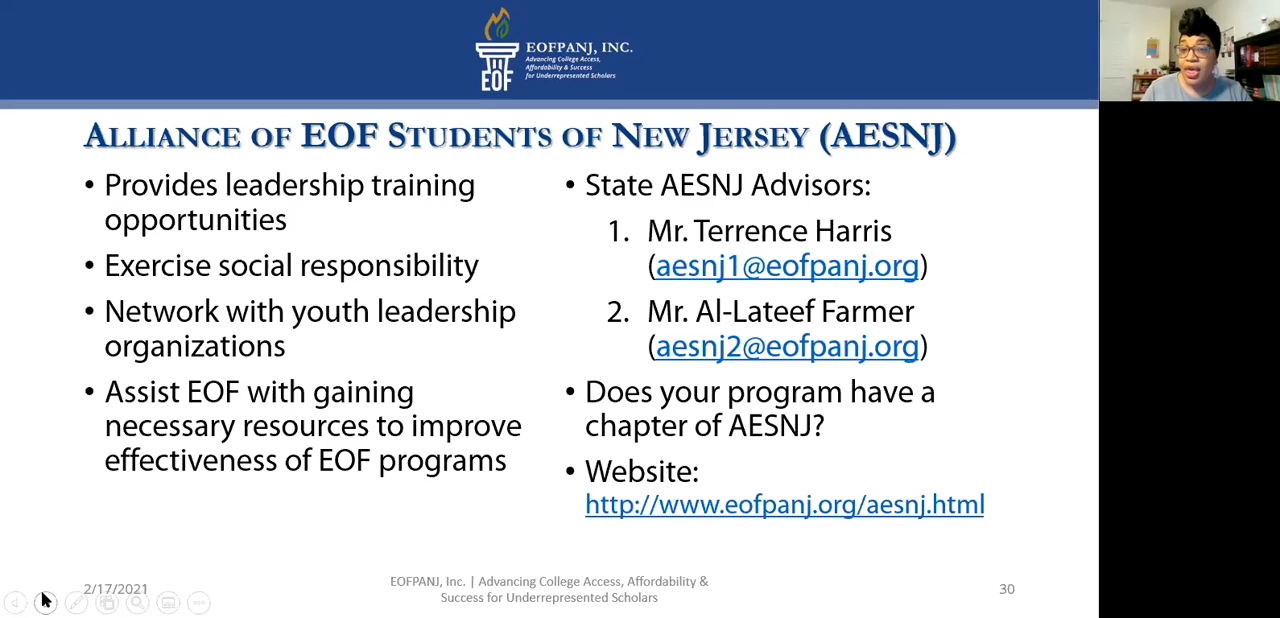 EOFPANJ, INC.
Advancing College Access,
Affordability & Success
for Underrepresented Scholars
EOF
ALLIANCE OF EOF STUDENTS OF NEW JERSEY (AESNJ)
• Provides leadership training
opportunities
• Exercise social responsibility
• Network with youth leadership
organizations
• Assist EOF with gaining
necessary resources to improve
effectiveness of EOF programs
• State AESNJ Advisors:
1. Mr. Terrence Harris
(aesnj1@eofpanj.org)
2. Mr. Al-Lateef Farmer
(aesnj2@eofpanj.org)
• Does your program have a
chapter of AESNJ?
• Website:
http://www.eofpanj.org/aesnj.html
2/17/2021
EOFPANJ, Inc. | Advancing College Access, Affordability &
Success for Underrepresented Scholars
30